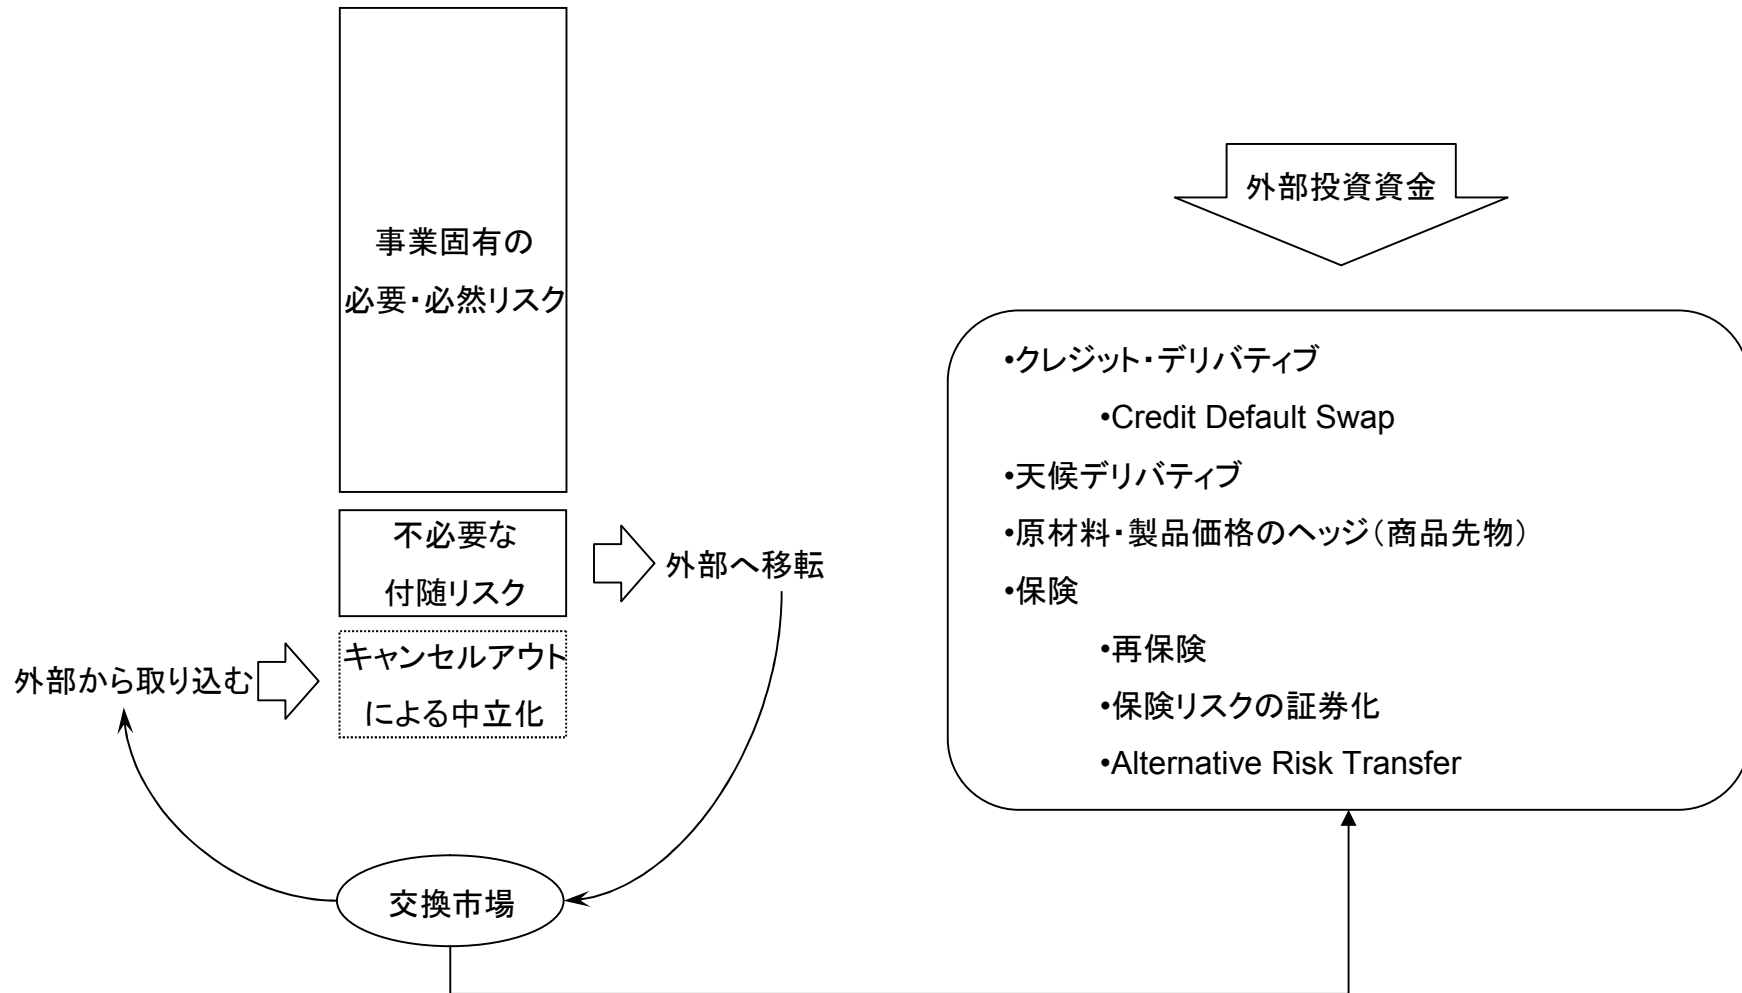 事業固有の
必要・必然リスク
不必要な
付随リスク
外部へ移転
キャンセルアウト
による中立化
外部から取り込む
交換市場
外部投資資金
•クレジット・デリバティブ
•Credit Default Swap
•天候デリバティブ
•原材料・製品価格のヘッジ(商品先物)
•保険
•再保険
•保険リスクの証券化
•Alternative Risk Transfer